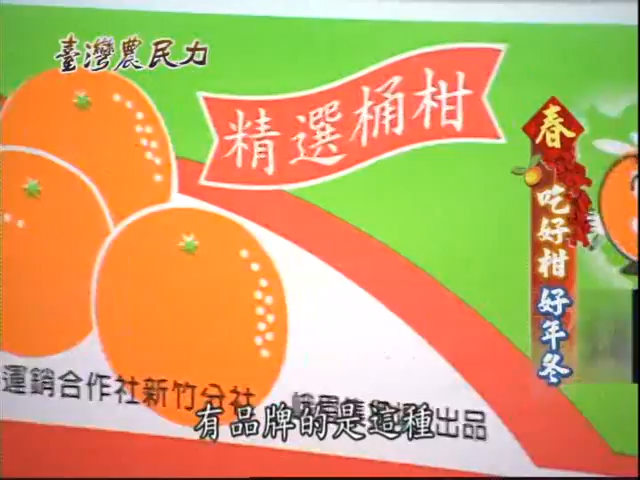 臺灣農民力
精選桶柑
春
吃好柑
好年冬
運銷合作社新竹分社
出品
有品牌的是這種